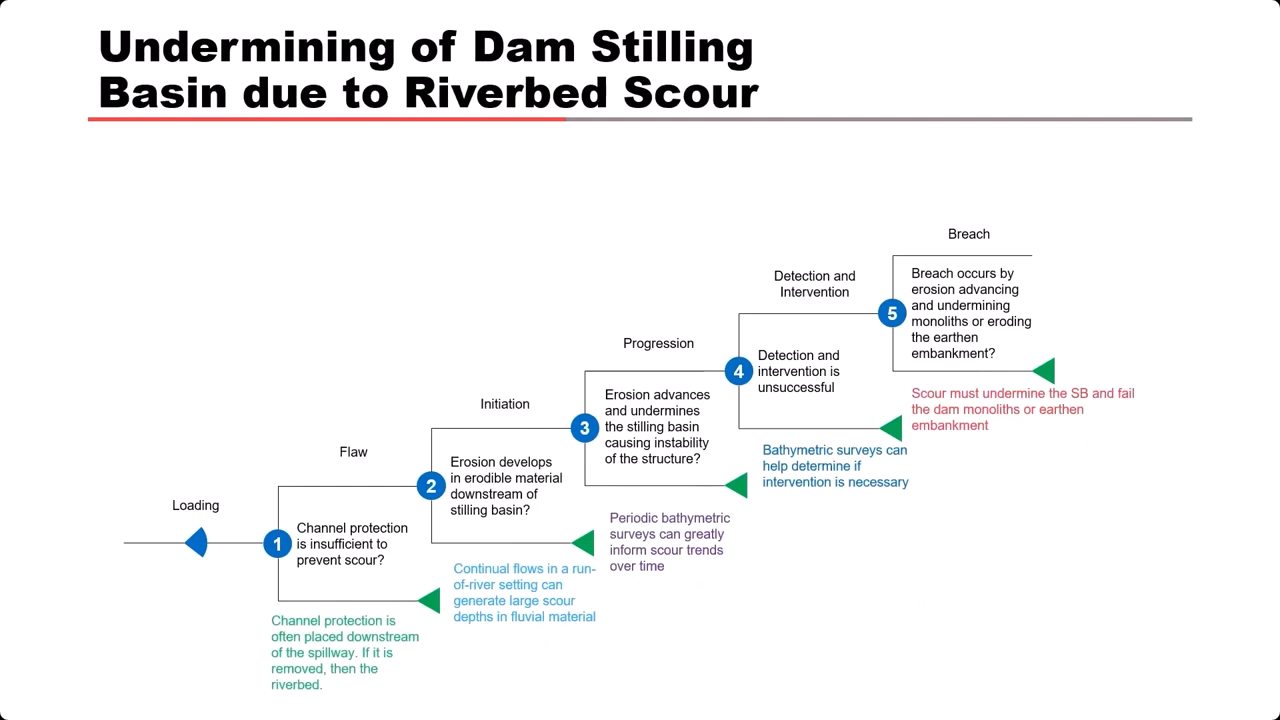 Undermining of Dam Stilling
Basin due to Riverbed Scour
Loading
Flaw
Initiation
Progression
Detection and
Intervention
Breach
1
Channel protection
is insufficient to
prevent scour?
Channel protection is
often placed downstream
of the spillway. If it is
removed, then the
riverbed.
2
Erosion develops
in erodible material
downstream of
stilling basin?
Continual flows in a run-
of-river setting can
generate large scour
depths in fluvial material
3
Erosion advances
and undermines
the stilling basin
causing instability
of the structure?
Periodic bathymetric
surveys can greatly
inform scour trends
over time
4
Detection and
intervention is
unsuccessful
Bathymetric surveys can
help determine if
intervention is necessary
5
Breach occurs by
erosion advancing
and undermining
monoliths or eroding
the earthen
embankment?
Scour must undermine the SB and fail
the dam monoliths or earthen
embankment